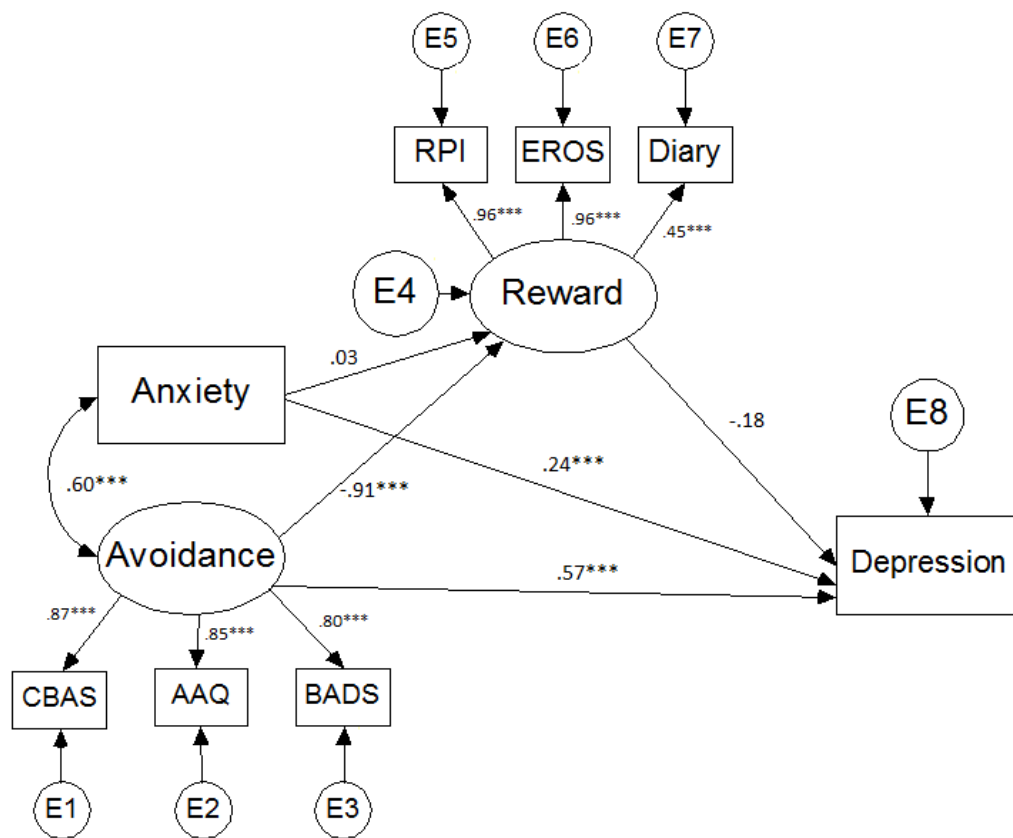 E5
E6
E7
RPI
EROS
Diary
.96***
.96***
.45***
E4
Reward
Anxiety
.03
-.18
E8
.60***
-.91***
.24***
Avoidance
.57***
Depression
.87***
.85***
.80***
CBAS
AAQ
BADS
E1
E2
E3